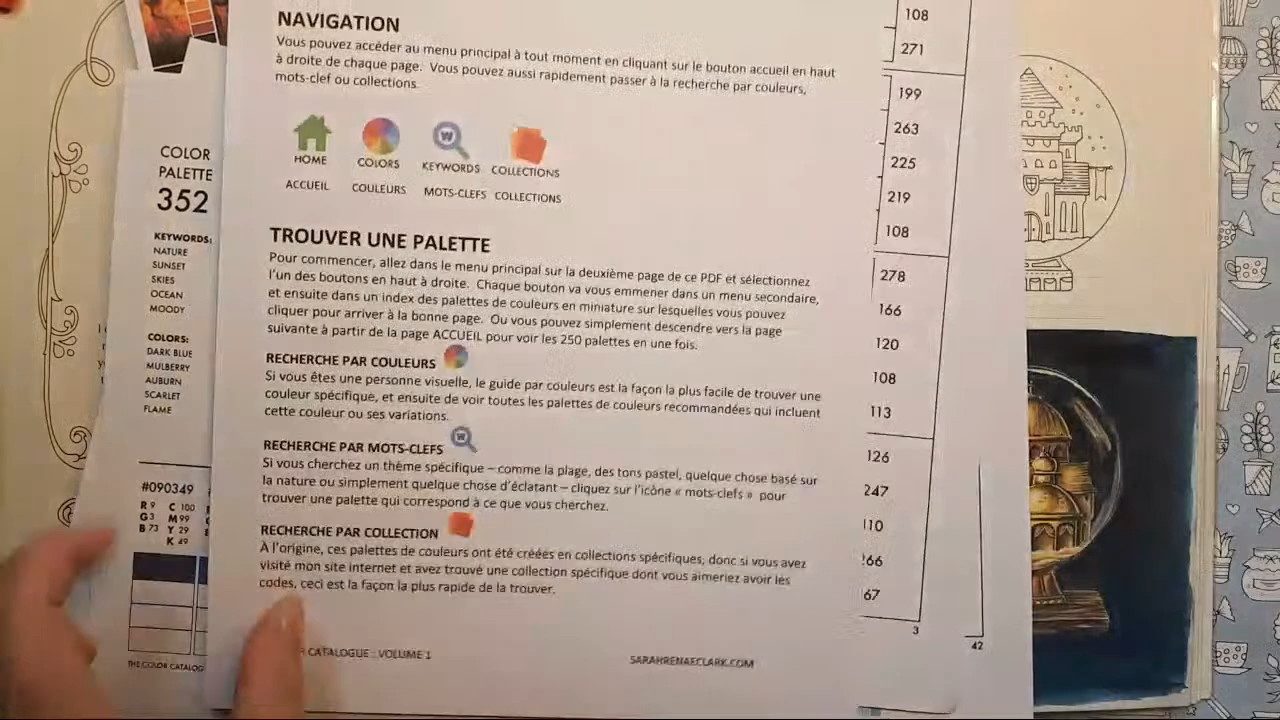 NAVIGATION
Vous pouvez accéder au menu principal à tout moment en cliquant sur le bouton accueil en haut
à droite de chaque page. Vous pouvez aussi rapidement passer à la recherche par couleurs,
mots-clef ou collections.
HOME COLORS KEYWORDS COLLECTIONS
ACCUEIL COULEURS MOTS-CLEFS COLLECTIONS
TROUVER UNE PALETTE
Pour commencer, allez dans le menu principal sur la deuxième page de ce PDF et sélectionnez
l'un des boutons en haut à droite. Chaque bouton va vous emmener dans un menu secondaire,
et ensuite dans un index des palettes de couleurs en miniature sur lesquelles vous pouvez
cliquer pour arriver à la bonne page. Ou vous pouvez simplement descendre vers la page
suivante à partir de la page ACCUEIL pour voir les 250 palettes en une fois.
RECHERCHE PAR COULEURS
Si vous êtes une personne visuelle, le guide par couleurs est la façon la plus facile de trouver une
couleur spécifique, et ensuite de voir toutes les palettes de couleurs recommandées qui incluent
cette couleur ou ses variations.
RECHERCHE PAR MOTS-CLEFS
W
Si vous cherchez un thème spécifique – comme la plage, des tons pastel, quelque chose basé sur
la nature ou simplement quelque chose d'éclatant – cliquez sur l'icône « mots-clefs » pour
trouver une palette qui correspond à ce que vous cherchez.
RECHERCHE PAR COLLECTION
À l'origine, ces palettes de couleurs ont été créées en collections spécifiques; donc si vous avez
visité mon site internet et avez trouvé une collection spécifique dont vous aimeriez avoir les
codes, ceci est la façon la plus rapide de la trouver.
CATALOGUE : VOLUME 1
SARAHRENAECLARK.COM
COLOR
PALETTE
352
KEYWORDS:
NATURE
SUNSET
SKIES
OCEAN
MOODY
COLORS:
DARK BLUE
MULBERRY
AUBURN
SCARLET
FLAME
#090349
R 9 C 100
G 3 M 99
B 73 Y 29
K 49
THE COLOR CATALOG
108
271
199
263
225
219
108
278
166
120
108
113
126
247
110
66
67
3
42